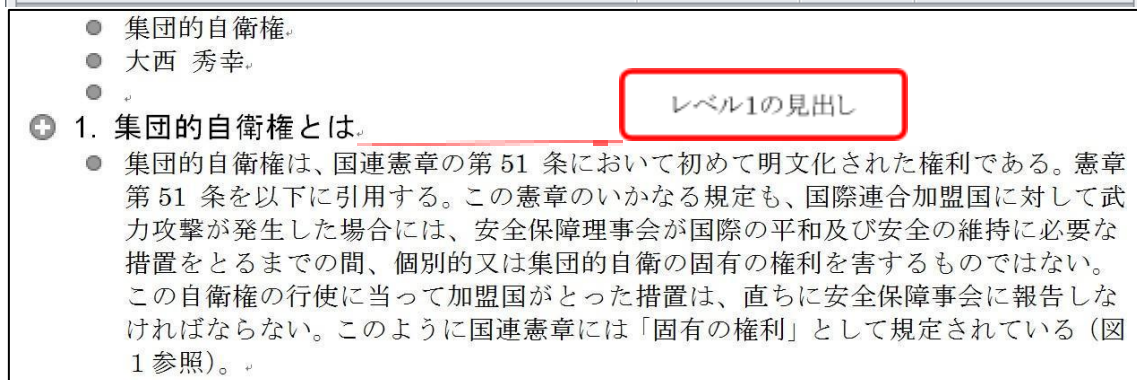 集団的自衛権
大西 秀幸
レベル1の見出し
1. 集団的自衛権とは
集団的自衛権は、国連憲章の第51 条において初めて明文化された権利である。憲章
第51 条を以下に引用する。この憲章のいかなる規定も、国際連合加盟国に対して武
力攻撃が発生した場合には、安全保障理事会が国際の平和及び安全の維持に必要な
措置をとるまでの間、個別的又は集団的自衛の固有の権利を害するものではない。
この自衛権の行使に当って加盟国がとった措置は、直ちに安全保障事会に報告しな
ければならない。このように国連憲章には「固有の権利」として規定されている（図
1参照）。